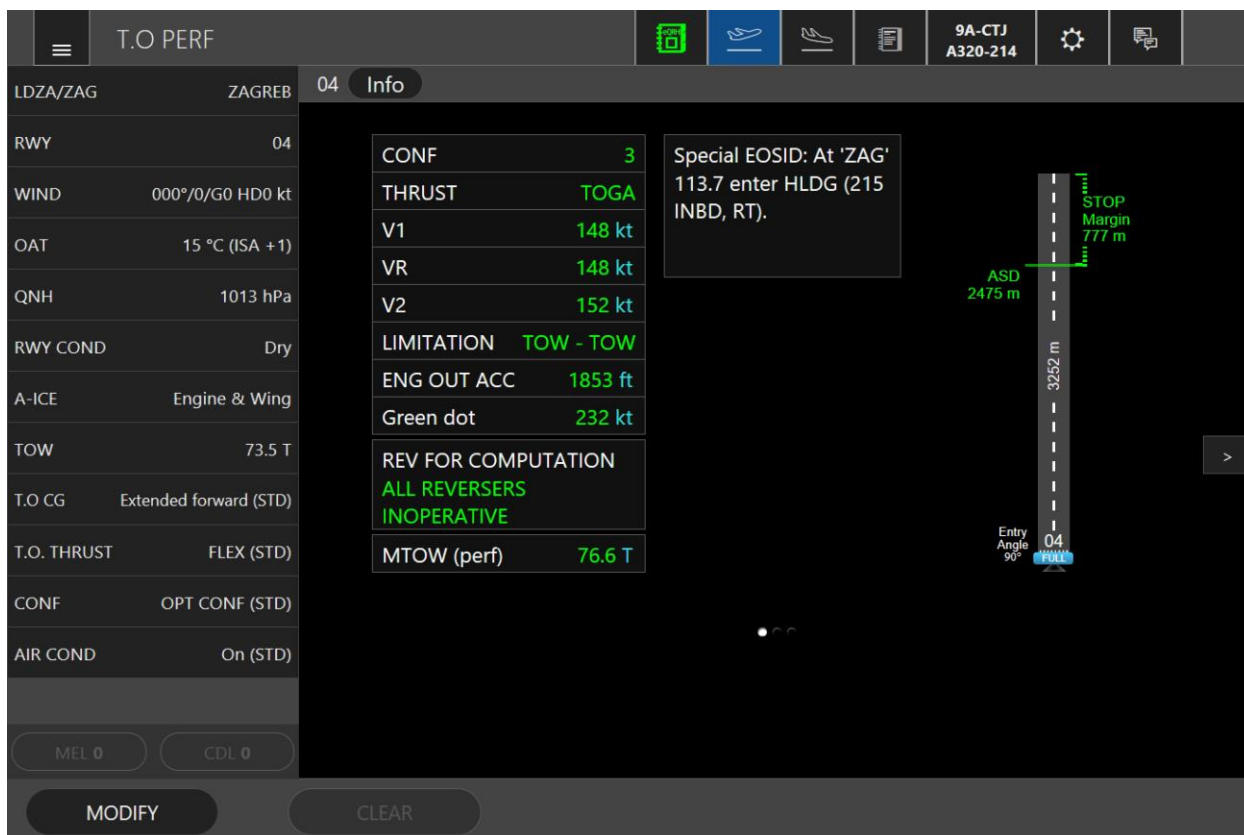 T.O PERF
eQRH
9A-CTJ
A320-214
LDZA/ZAG ZAGREB
RWY 04
WIND 000°/0/G0 HD0 kt
OAT 15 °C (ISA +1)
QNH 1013 hPa
RWY COND Dry
A-ICE Engine & Wing
TOW 73.5 T
T.O CG Extended forward (STD)
T.O. THRUST FLEX (STD)
CONF OPT CONF (STD)
AIR COND On (STD)
MEL 0 CDL 0
MODIFY CLEAR
04 Info
CONF 3
THRUST TOGA
V1 148 kt
VR 148 kt
V2 152 kt
LIMITATION TOW - TOW
ENG OUT ACC 1853 ft
Green dot 232 kt
REV FOR COMPUTATION
ALL REVERSERS
INOPERATIVE
MTOW (perf) 76.6 T
Special EOSID: At 'ZAG'
113.7 enter HLDG (215
INBD, RT).
STOP
Margin
777 m
ASD
2475 m
3252 m
Entry
Angle
90°
04
FULL
>